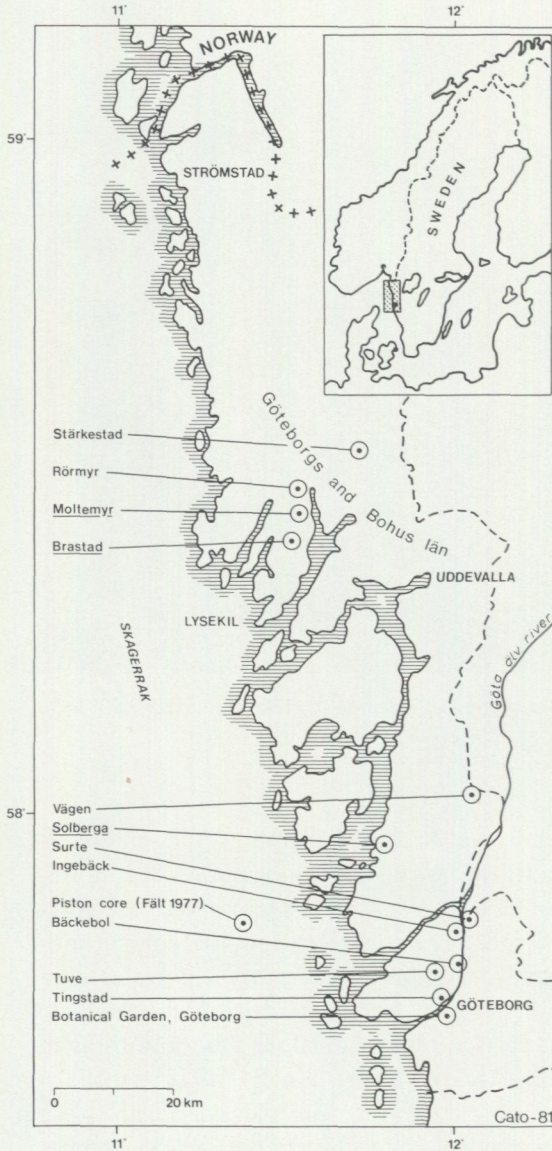 11°
12°
NORWAY
59°
STRÖMSTAD
SWEDEN
Göteborgs and Bohus län
Stärkestad
Rörmyr
Moltemyr
Brastad
UDDEVALLA
LYSEKIL
SKAGERRAK
Göta älv river
58°
Vägen
Solberga
Surte
Ingebäck
Piston core (Fält 1977)
Bäckebol
Tuve
Tingstad
GÖTEBORG
Botanical Garden, Göteborg
0 20 km
Cato-81
11°
12°